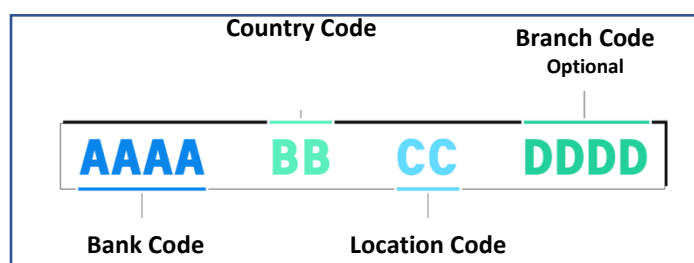 Country Code
Branch Code
Optional
AAAA BB CC DDDD
Bank Code
Location Code